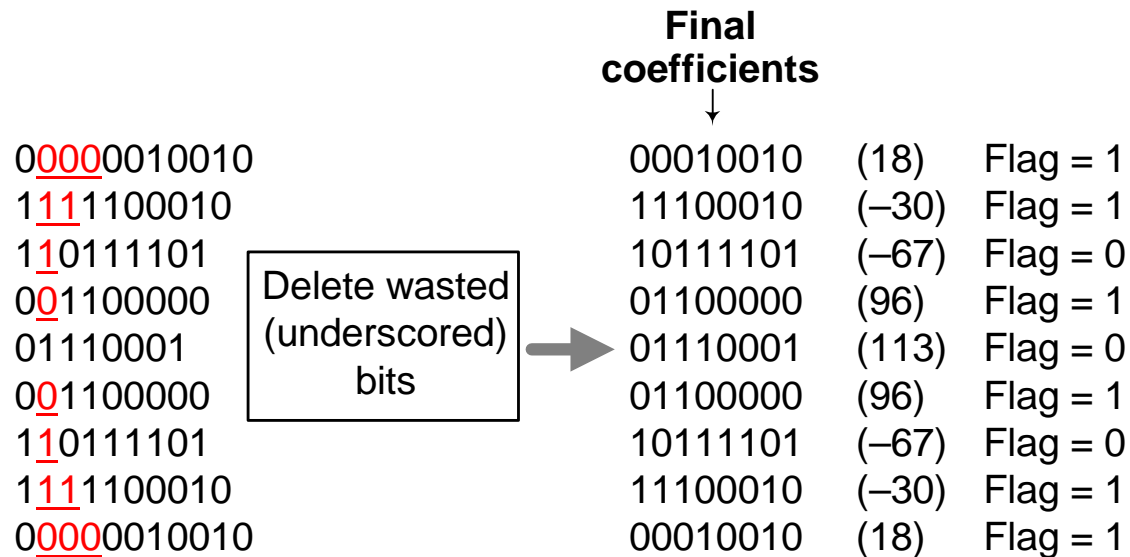 Final
coefficients
↓
00000010010 00010010 (18) Flag = 1
1111100010 11100010 (–30) Flag = 1
110111101 10111101 (–67) Flag = 0
001100000 01100000 (96) Flag = 1
01110001 01110001 (113) Flag = 0
001100000 01100000 (96) Flag = 1
110111101 10111101 (–67) Flag = 0
1111100010 11100010 (–30) Flag = 1
00000010010 00010010 (18) Flag = 1
Delete wasted
(underscored)
bits